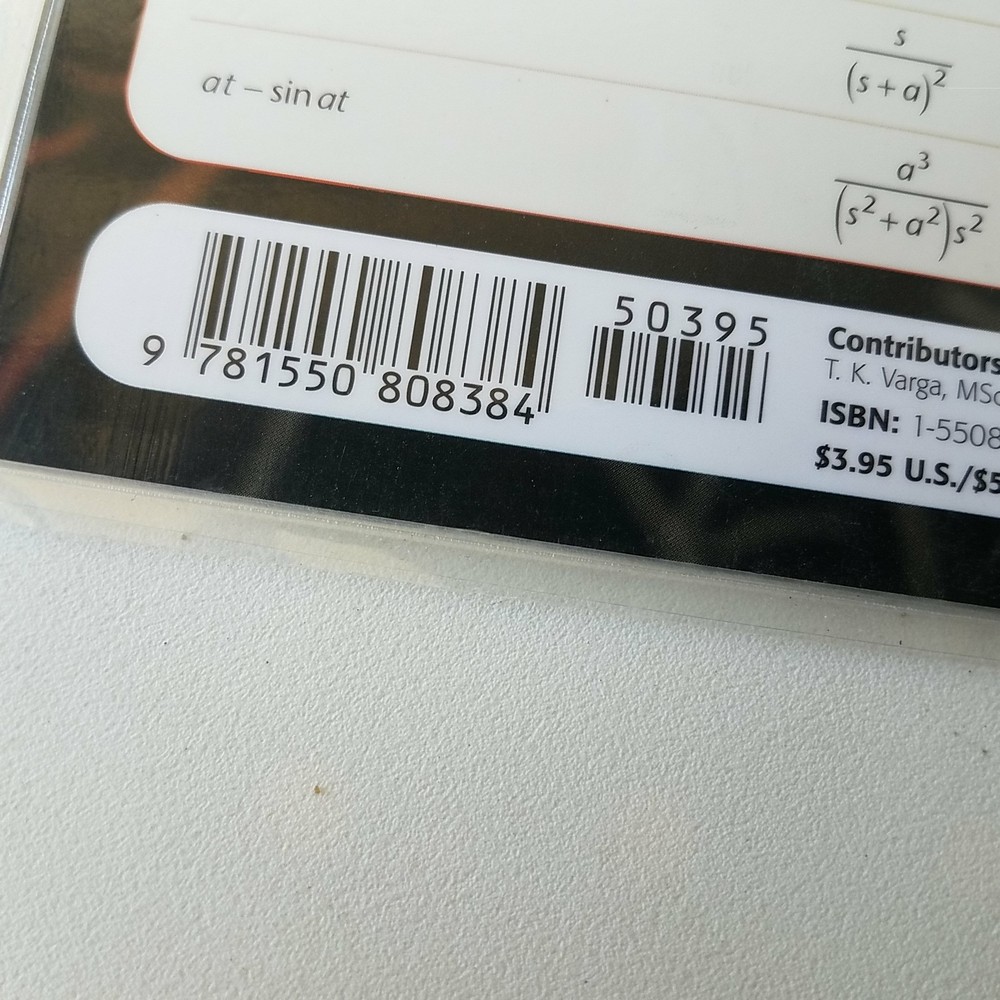 s
(s + a)²
at – sin at
a³
(s² + a²)s²
50395
9 781550 808384
Contributors
T. K. Varga, MSc
ISBN: 1-5508
$3.95 U.S./$5